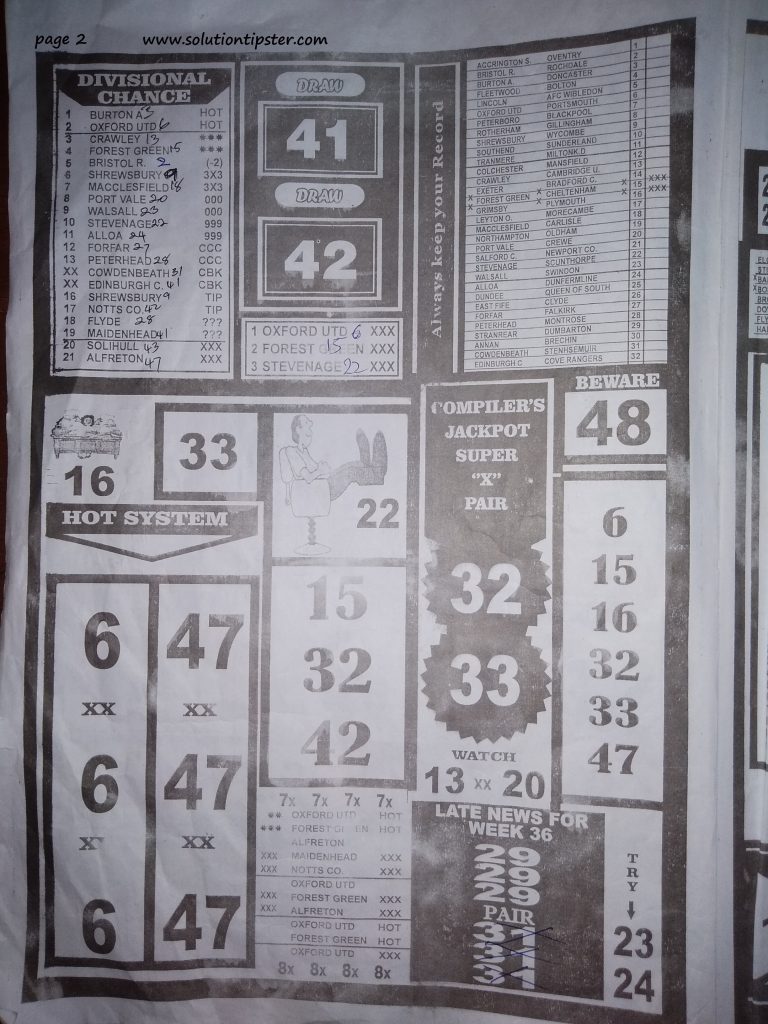 page 2 www.solutiontipster.com
DIVISIONAL
CHANCE
1 BURTON A 3 HOT
2 OXFORD UTD 6 HOT
3 CRAWLEY 13 ***
4 FOREST GREEN 15 ***
5 BRISTOL R. 2 (-2)
6 SHREWSBURY 9 3X3
7 MACCLESFIELD 18 3X3
8 PORT VALE 20 000
9 WALSALL 23 000
10 STEVENAGE 22 999
11 ALLOA 24 999
12 FORFAR 27 CCC
13 PETERHEAD 28 CCC
XX COWDENBEATH 31 CBK
XX EDINBURGH C. 41 CBK
16 SHREWSBURY 9 TIP
17 NOTTS CO. 42 TIP
18 FLYDE 28 ???
19 MAIDENHEAD 41 ???
20 SOLIHULL 43 XXX
21 ALFRETON 47 XXX
DRAW
41
DRAW
42
1 OXFORD UTD 6 XXX
2 FOREST GREEN 15 XXX
3 STEVENAGE 22 XXX
Always keep your Record
ACCRINGTON S. OVENTRY 1
BRISTOL R. ROCHDALE 2
BURTON A. DONCASTER 3
FLEETWOOD BOLTON 4
LINCOLN AFC WIBLEDON 5
OXFORD UTD PORTSMOUTH 6
PETERBORO BLACKPOOL 7
ROTHERHAM GILLINGHAM 8
SHREWSBURY WYCOMBE 9
SOUTHEND SUNDERLAND 10
TRANMERE MILTON K.D 11
COLCHESTER MANSFIELD 12
CRAWLEY CAMBRIDGE U. 13
EXETER BRADFORD C. 14
X FOREST GREEN X CHELTENHAM X 15 XXX
X GRIMSBY X PLYMOUTH X 16 XXX
LEYTON O. MORECAMBE 17
MACCLESFIELD CARLISLE 18
NORTHAMPTON OLDHAM 19
PORT VALE CREWE 20
SALFORD C. NEWPORT CO. 21
STEVENAGE SCUNTHORPE 22
WALSALL SWINDON 23
ALLOA DUNFERMLINE 24
DUNDEE QUEEN OF SOUTH 25
EAST FIFE CLYDE 26
FORFAR FALKIRK 27
PETERHEAD MONTROSE 28
STRANREAR DUMBARTON 29
ANNAN BRECHIN 30
COWDENBEATH STENHSEMUIR 31
EDINBURGH C COVE RANGERS 32
16
33
22
HOT SYSTEM
6 47
XX XX
6 47
XX XX
6 47
15
32
42
COMPILER'S
JACKPOT
SUPER
"X"
PAIR
32
33
WATCH
13 XX 20
BEWARE
48
6
15
16
32
33
47
7x 7x 7x 7x
** OXFORD UTD HOT
*** FOREST GREEN HOT
ALFRETON
XXX MAIDENHEAD XXX
XXX NOTTS CO. XXX
OXFORD UTD
XXX FOREST GREEN XXX
XXX ALFRETON XXX
OXFORD UTD HOT
FOREST GREEN HOT
OXFORD UTD XXX
8x 8x 8x 8x
LATE NEWS FOR
WEEK 36
29
29
29
PAIR
31
31
31
TRY
23
24